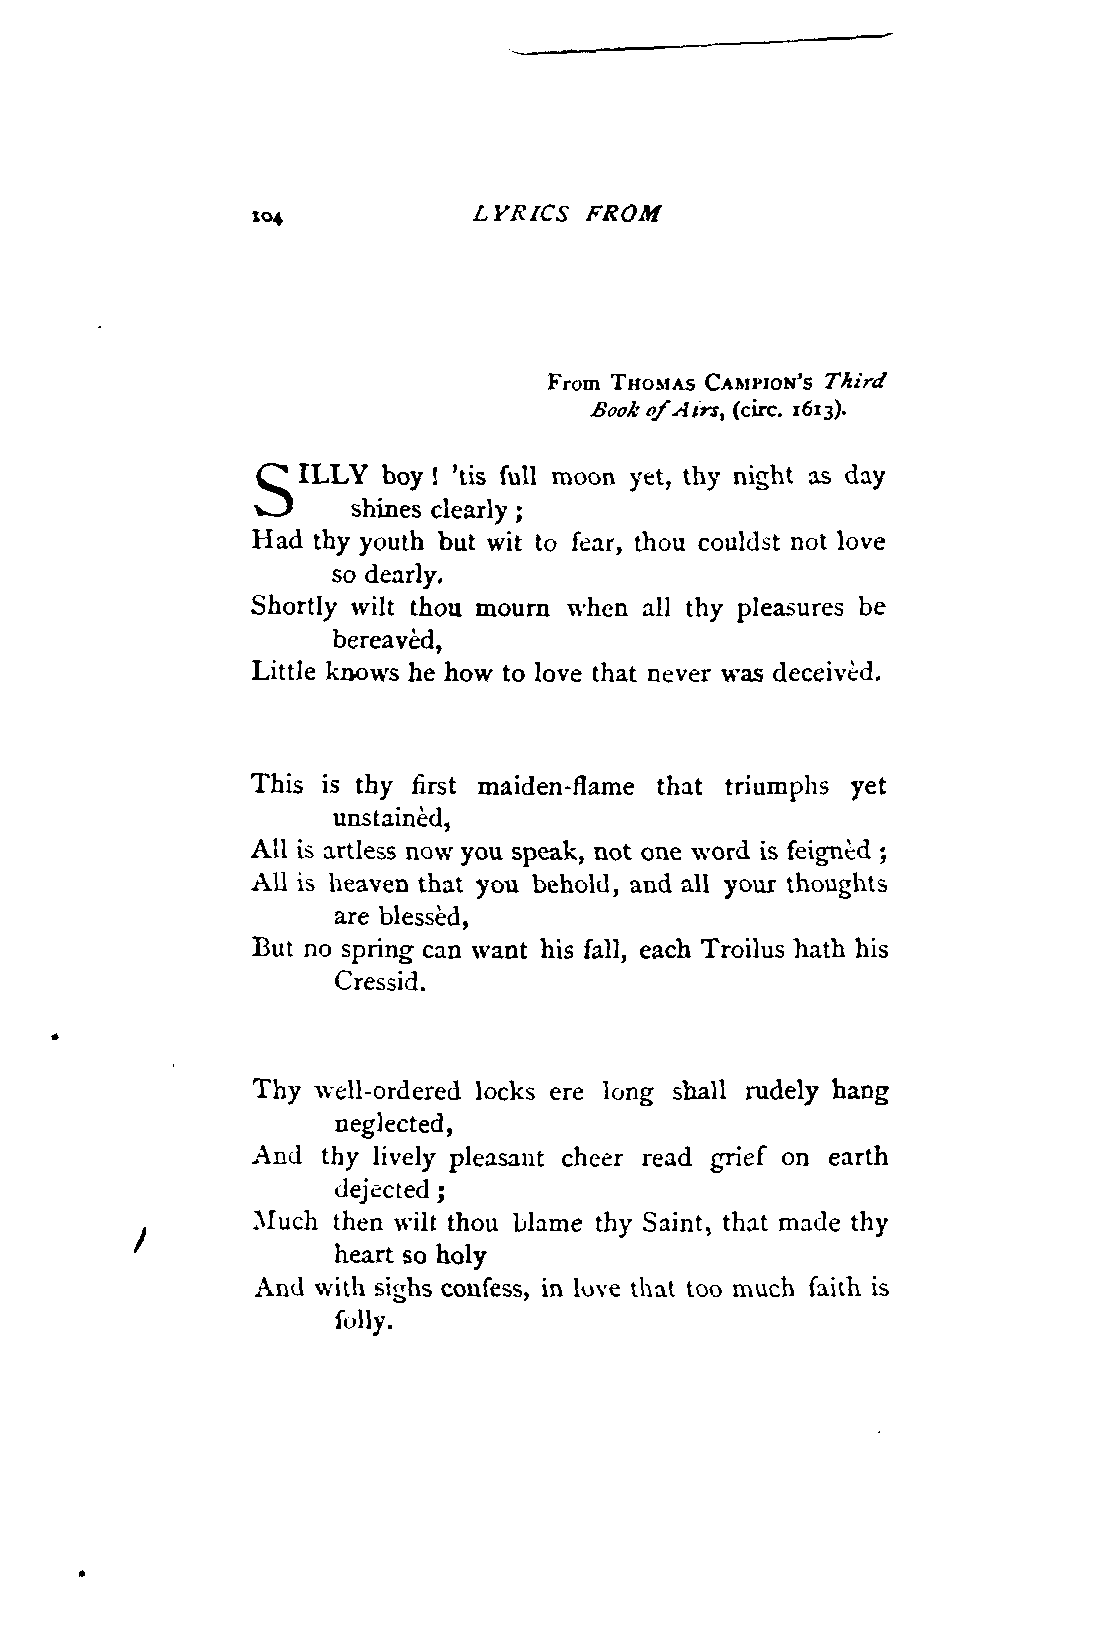 104 LYRICS FROM
From THOMAS CAMPION'S Third
Book of Airs, (circ. 1613).
SILLY boy ! 'tis full moon yet, thy night as day
shines clearly ;
Had thy youth but wit to fear, thou couldst not love
so dearly.
Shortly wilt thou mourn when all thy pleasures be
bereavèd,
Little knows he how to love that never was deceivèd.
This is thy first maiden-flame that triumphs yet
unstainèd,
All is artless now you speak, not one word is feignèd ;
All is heaven that you behold, and all your thoughts
are blessèd,
But no spring can want his fall, each Troilus hath his
Cressid.
Thy well-ordered locks ere long shall rudely hang
neglected,
And thy lively pleasant cheer read grief on earth
dejected ;
Much then wilt thou blame thy Saint, that made thy
heart so holy
And with sighs confess, in love that too much faith is
folly.